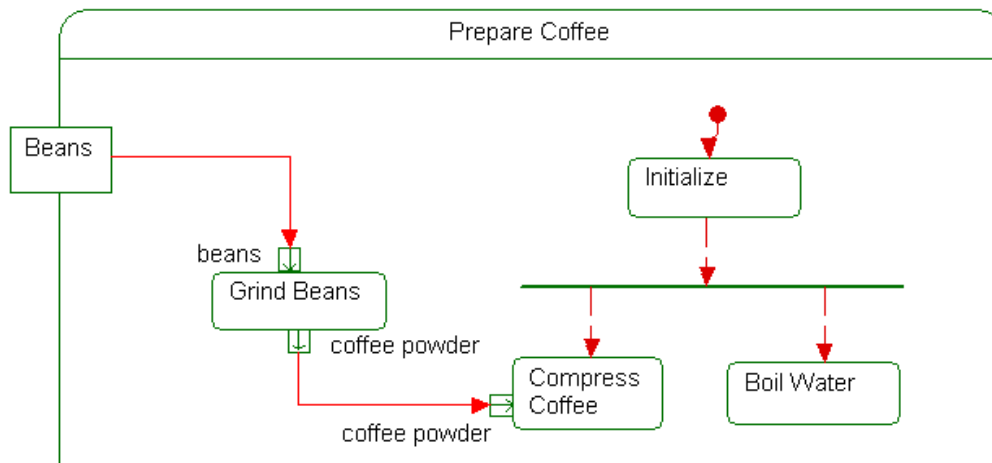 Prepare Coffee
Beans
Initialize
beans
Grind Beans
coffee powder
Compress
Coffee
Boil Water
coffee powder